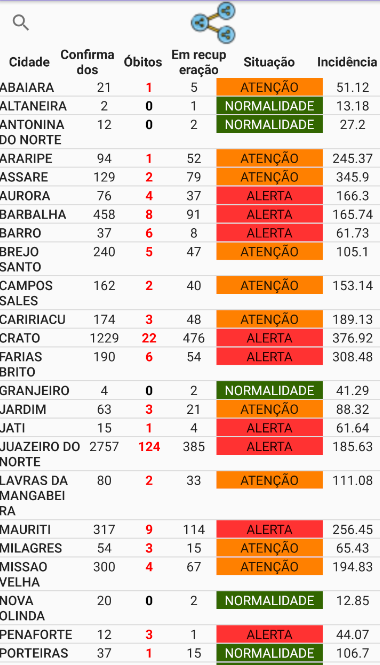 Cidade Confirma Óbitos Em recup Situação Incidência
dos eração
ABAIARA 21 1 5 ATENÇÃO 51.12
ALTANEIRA 2 0 1 NORMALIDADE 13.18
ANTONINA 12 0 2 NORMALIDADE 27.2
DO NORTE
ARARIPE 94 1 52 ATENÇÃO 245.37
ASSARE 129 2 79 ATENÇÃO 345.9
AURORA 76 4 37 ALERTA 166.3
BARBALHA 458 8 91 ALERTA 165.74
BARRO 37 6 8 ALERTA 61.73
BREJO 240 5 47 ATENÇÃO 105.1
SANTO
CAMPOS 162 2 40 ATENÇÃO 153.14
SALES
CARIRIACU 174 3 48 ATENÇÃO 189.13
CRATO 1229 22 476 ALERTA 376.92
FARIAS 190 6 54 ALERTA 308.48
BRITO
GRANJEIRO 4 0 2 NORMALIDADE 41.29
JARDIM 63 3 21 ATENÇÃO 88.32
JATI 15 1 4 ALERTA 61.64
JUAZEIRO DO 2757 124 385 ALERTA 185.63
NORTE
LAVRAS DA 80 2 33 ATENÇÃO 111.08
MANGABEI
RA
MAURITI 317 9 114 ALERTA 256.45
MILAGRES 54 3 15 ATENÇÃO 65.43
MISSAO 300 4 67 ATENÇÃO 194.83
VELHA
NOVA 20 0 2 NORMALIDADE 12.85
OLINDA
PENAFORTE 12 3 1 ALERTA 44.07
PORTEIRAS 37 1 15 NORMALIDADE 106.7